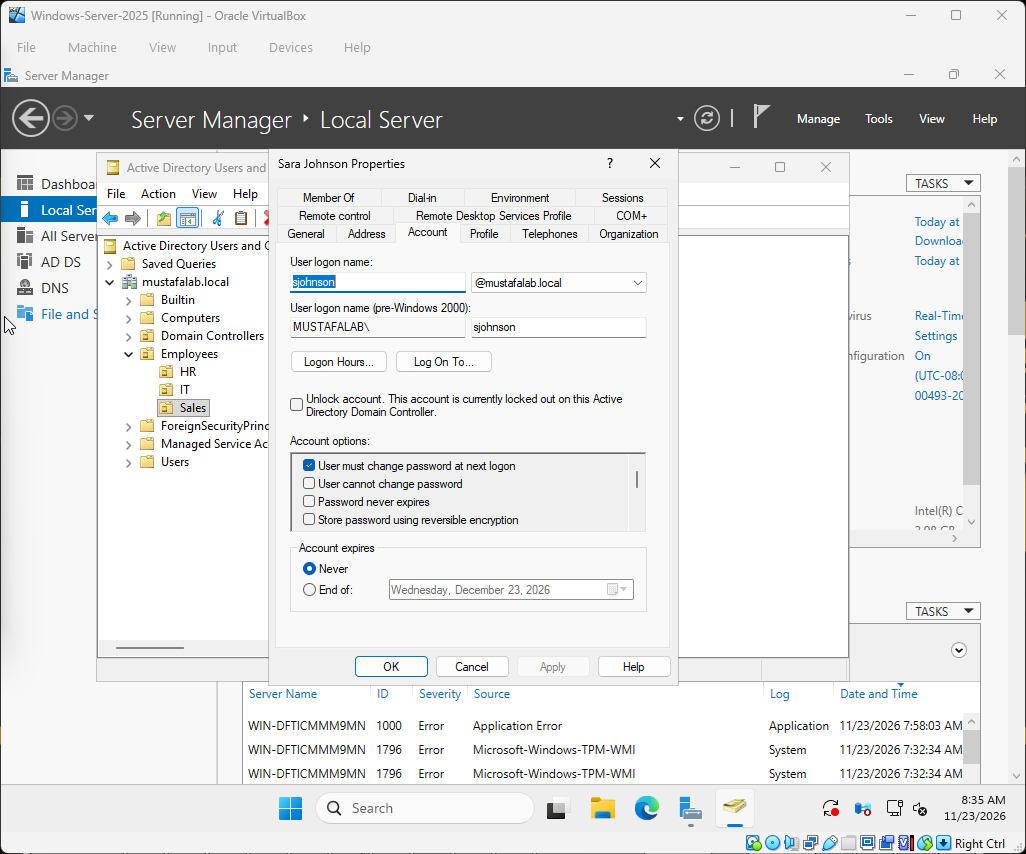 Windows-Server-2025 [Running] - Oracle VirtualBox
File Machine View Input Devices Help
Server Manager
Server Manager Local Server
Manage Tools View Help
Dashboa
Local Ser
All Server
AD DS
DNS
File and S
Active Directory Users and
File Action View Help
Active Directory Users and C
Saved Queries
mustafalab.local
Builtin
Computers
Domain Controllers
Employees
HR
IT
Sales
ForeignSecurityPrinc
Managed Service Ac
Users
Sara Johnson Properties
?
Member Of Dial-in Environment Sessions
Remote control Remote Desktop Services Profile COM+
General Address Account Profile Telephones Organization
User logon name:
sjohnson @mustafalab.local
User logon name (pre-Windows 2000):
MUSTAFALAB\ sjohnson
Logon Hours... Log On To...
Unlock account. This account is currently locked out on this Active
Directory Domain Controller.
Account options:
User must change password at next logon
User cannot change password
Password never expires
Store password using reversible encryption
Account expires
Never
End of: Wednesday, December 23, 2026
OK Cancel Apply Help
TASKS
Today at
Downloa
Today at
virus Real-Time
Settings
nfiguration On
(UTC-08:0
00493-20
Intel(R) C
TASKS
Server Name ID Severity Source Log Date and Time
WIN-DFTICMMM9MN 1000 Error Application Error Application 11/23/2026 7:58:03 AM
WIN-DFTICMMM9MN 1796 Error Microsoft-Windows-TPM-WMI System 11/23/2026 7:32:34 AM
WIN-DFTICMMM9MN 1796 Error Microsoft-Windows-TPM-WMI System 11/23/2026 7:32:34 AM
Search
8:35 AM
11/23/2026
Right Ctrl